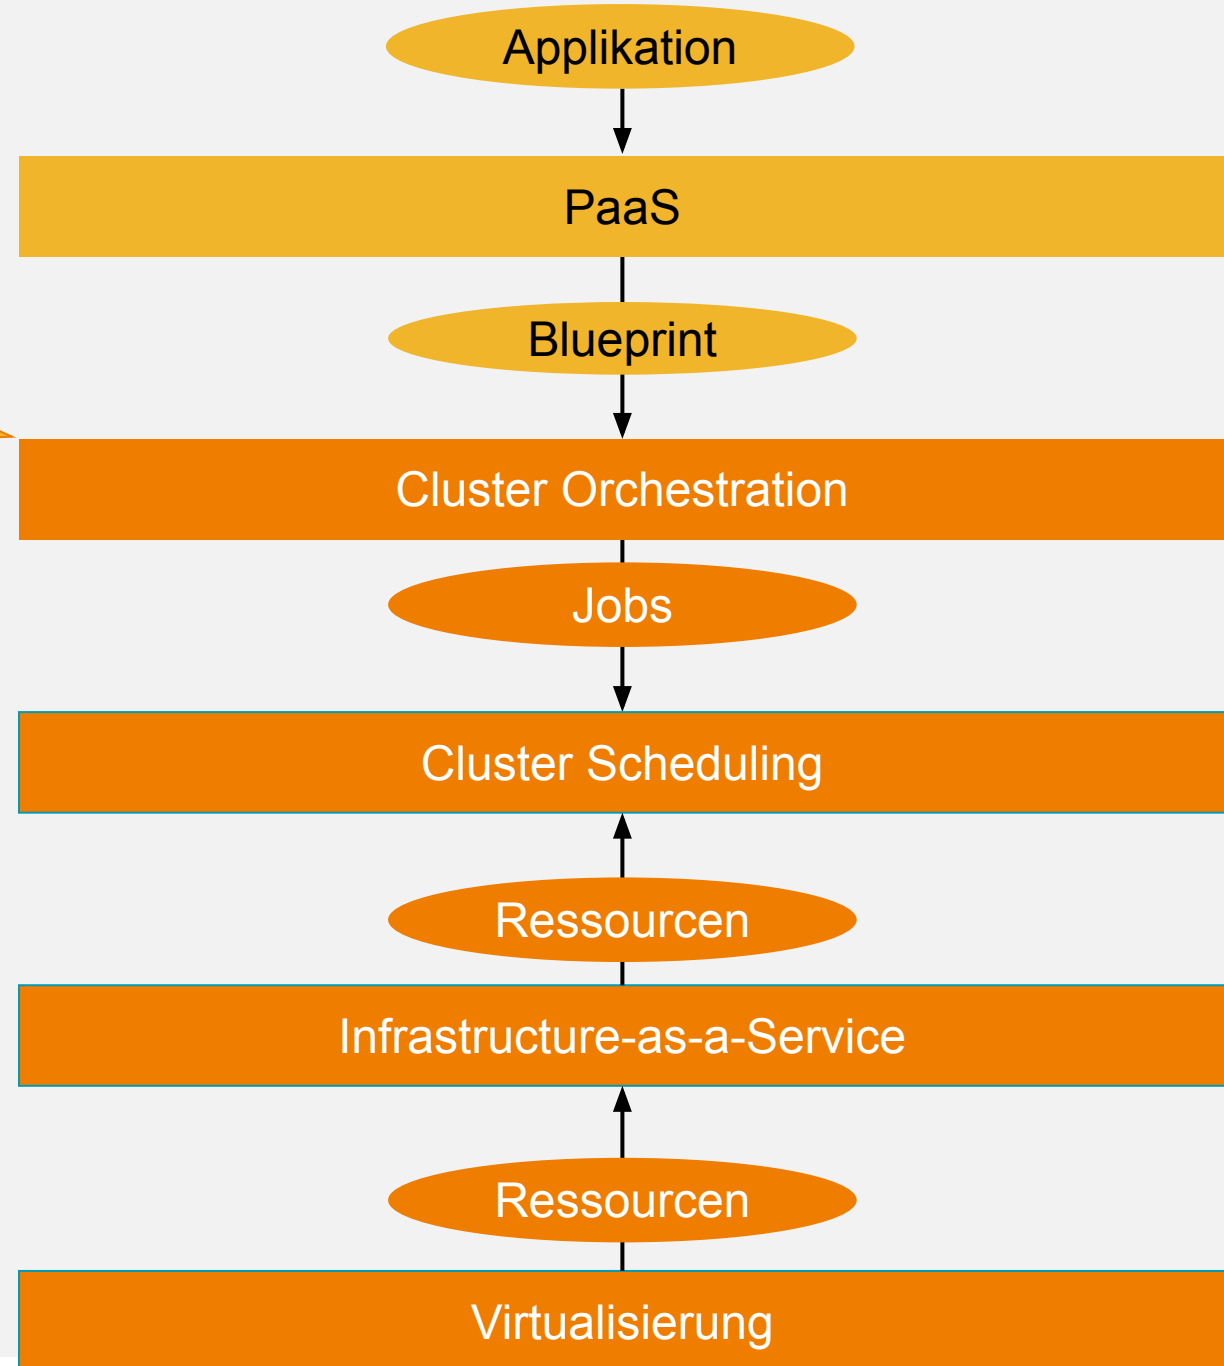 Applikation
PaaS
Blueprint
Cluster Orchestration
Jobs
Cluster Scheduling
Ressourcen
Infrastructure-as-a-Service
Ressourcen
Virtualisierung